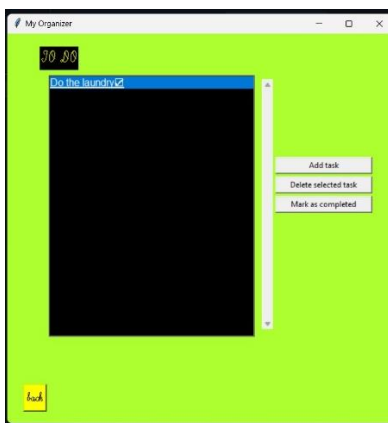 My Organizer
TO DO
Do the laundry☑
Add task
Delete selected task
Mark as completed
back